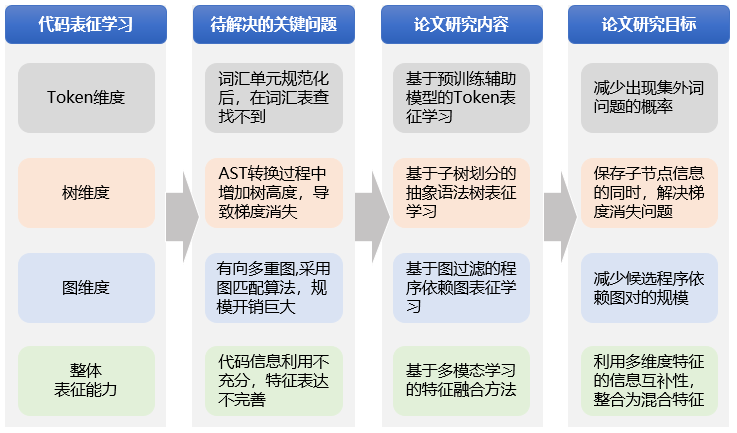 代码表征学习
Token维度
树维度
图维度
整体
表征能力
待解决的关键问题
词汇单元规范化
后，在词汇表查
找不到
AST转换过程中
增加树高度，导
致梯度消失
有向多重图,采用
图匹配算法，规
模开销巨大
代码信息利用不
充分，特征表达
不完善
论文研究内容
基于预训练辅助
模型的Token表
征学习
基于子树划分的
抽象语法树表征
学习
基于图过滤的程
序依赖图表征学
习
基于多模态学习
的特征融合方法
论文研究目标
减少出现集外词
问题的概率
保存子节点信息
的同时，解决梯
度消失问题
减少候选程序依
赖图对的规模
利用多维度特征
的信息互补性，
整合为混合特征